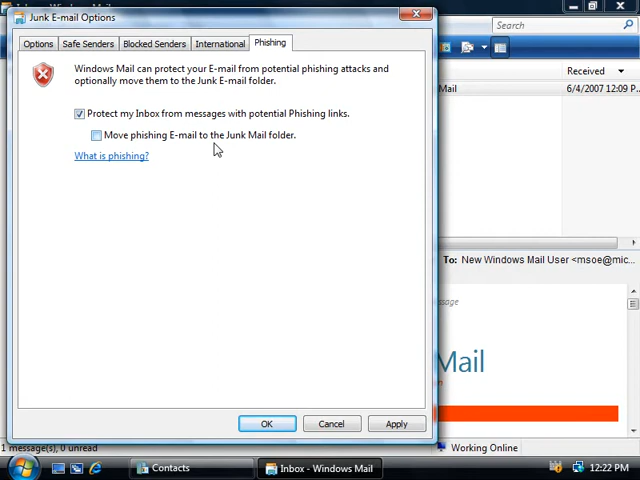 Inbox - Windows Mail
Junk E-mail Options
Search
Options
Safe Senders
Blocked Senders
International
Phishing
Received
Windows Mail can protect your E-mail from potential phishing attacks and
optionally move them to the Junk E-mail folder.
Mail
6/4/2007 12:09 P
Protect my Inbox from messages with potential Phishing links.
Move phishing E-mail to the Junk Mail folder.
What is phishing?
To: New Windows Mail User <msoe@mic...
ssage
Mail
OK
Cancel
Apply
1 message(s), 0 unread
Working Online
Contacts
Inbox - Windows Mail
12:22 PM